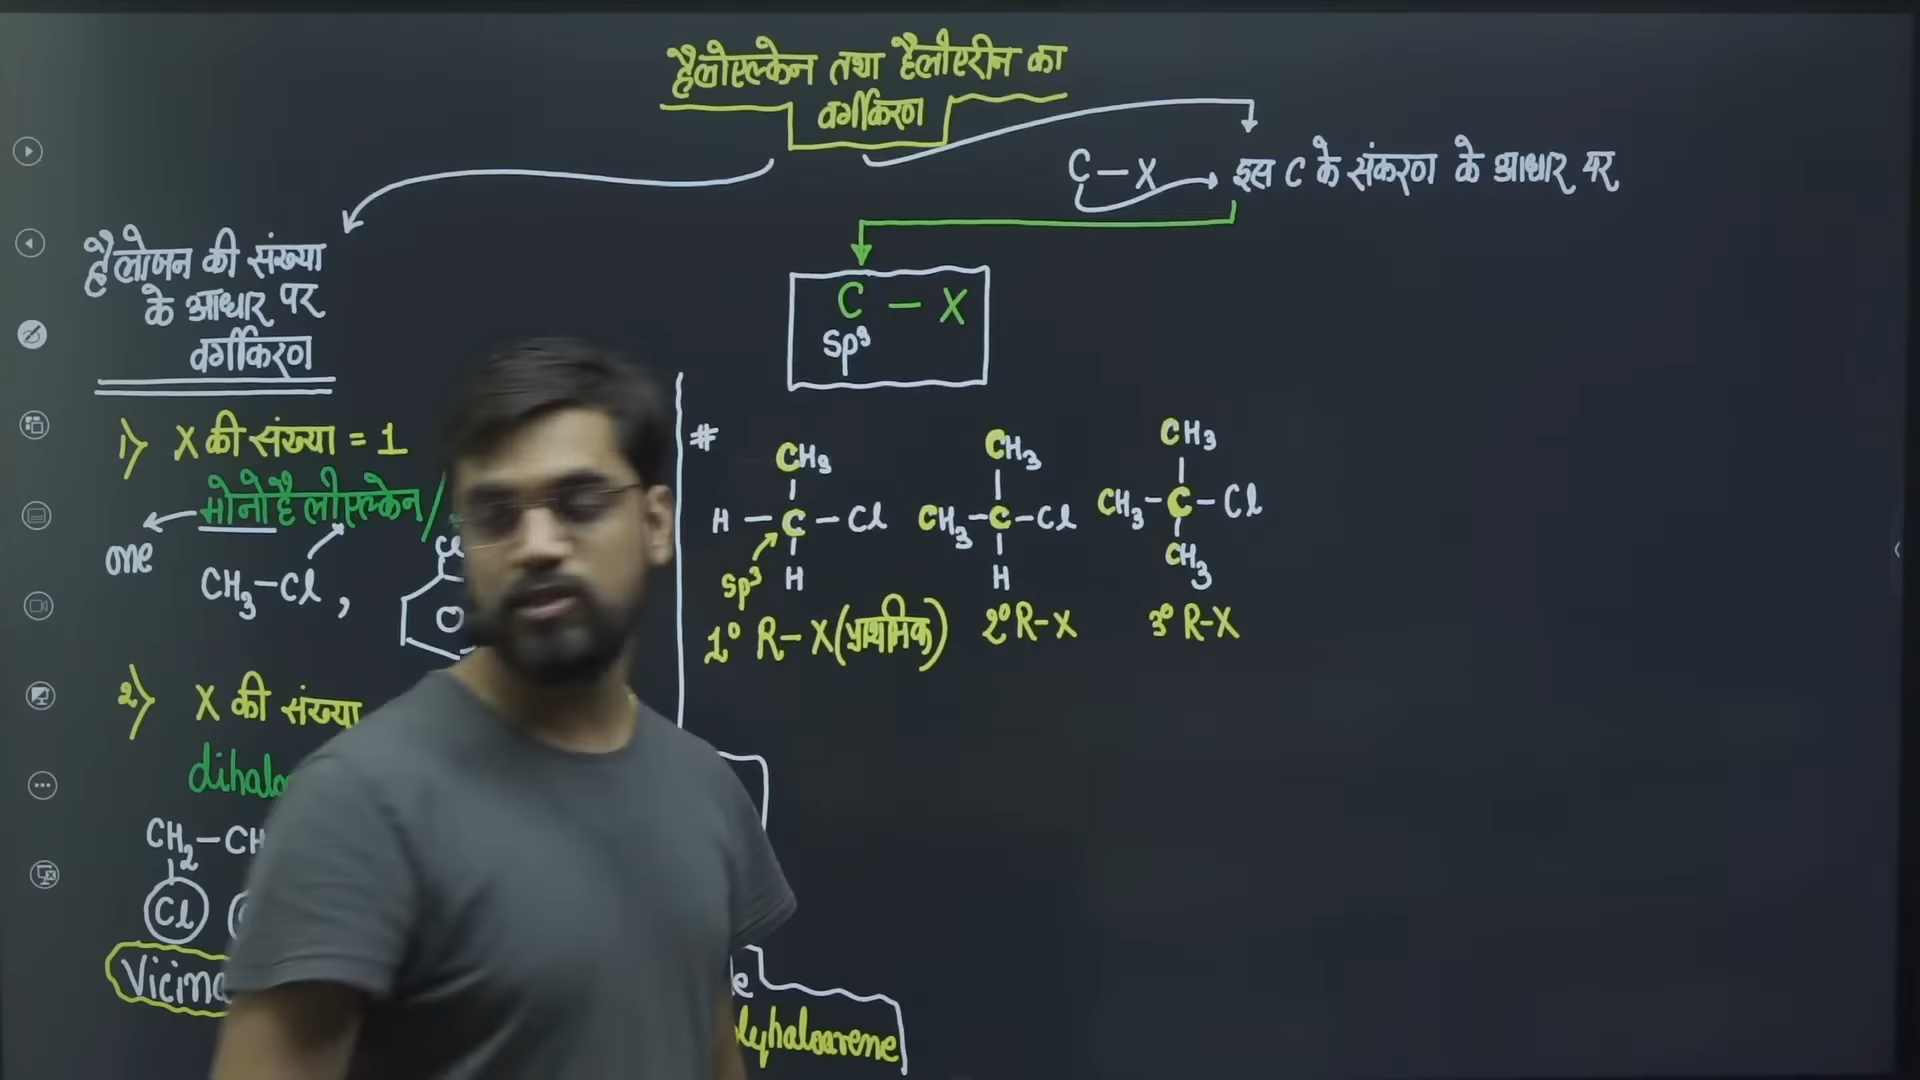 हैलोएल्केन तथा हैलोएरीन का
वर्गीकरण
C – X → इस C के संकरण के आधार पर
हैलोजन की संख्या
के आधार पर
वर्गीकरण
C – X
Sp³
1) X की संख्या = 1
मोनोहैलोएल्केन/
one
CH₃–Cl ,
Cl
2) X की संख्या
CH₂–CH
Cl
#
CH₃
H – C – Cl
H
Sp³
1° R – X (प्राथमिक)
CH₃
CH₃–C–Cl
H
2° R–X
CH₃
CH₃–C–Cl
CH₃
3° R–X